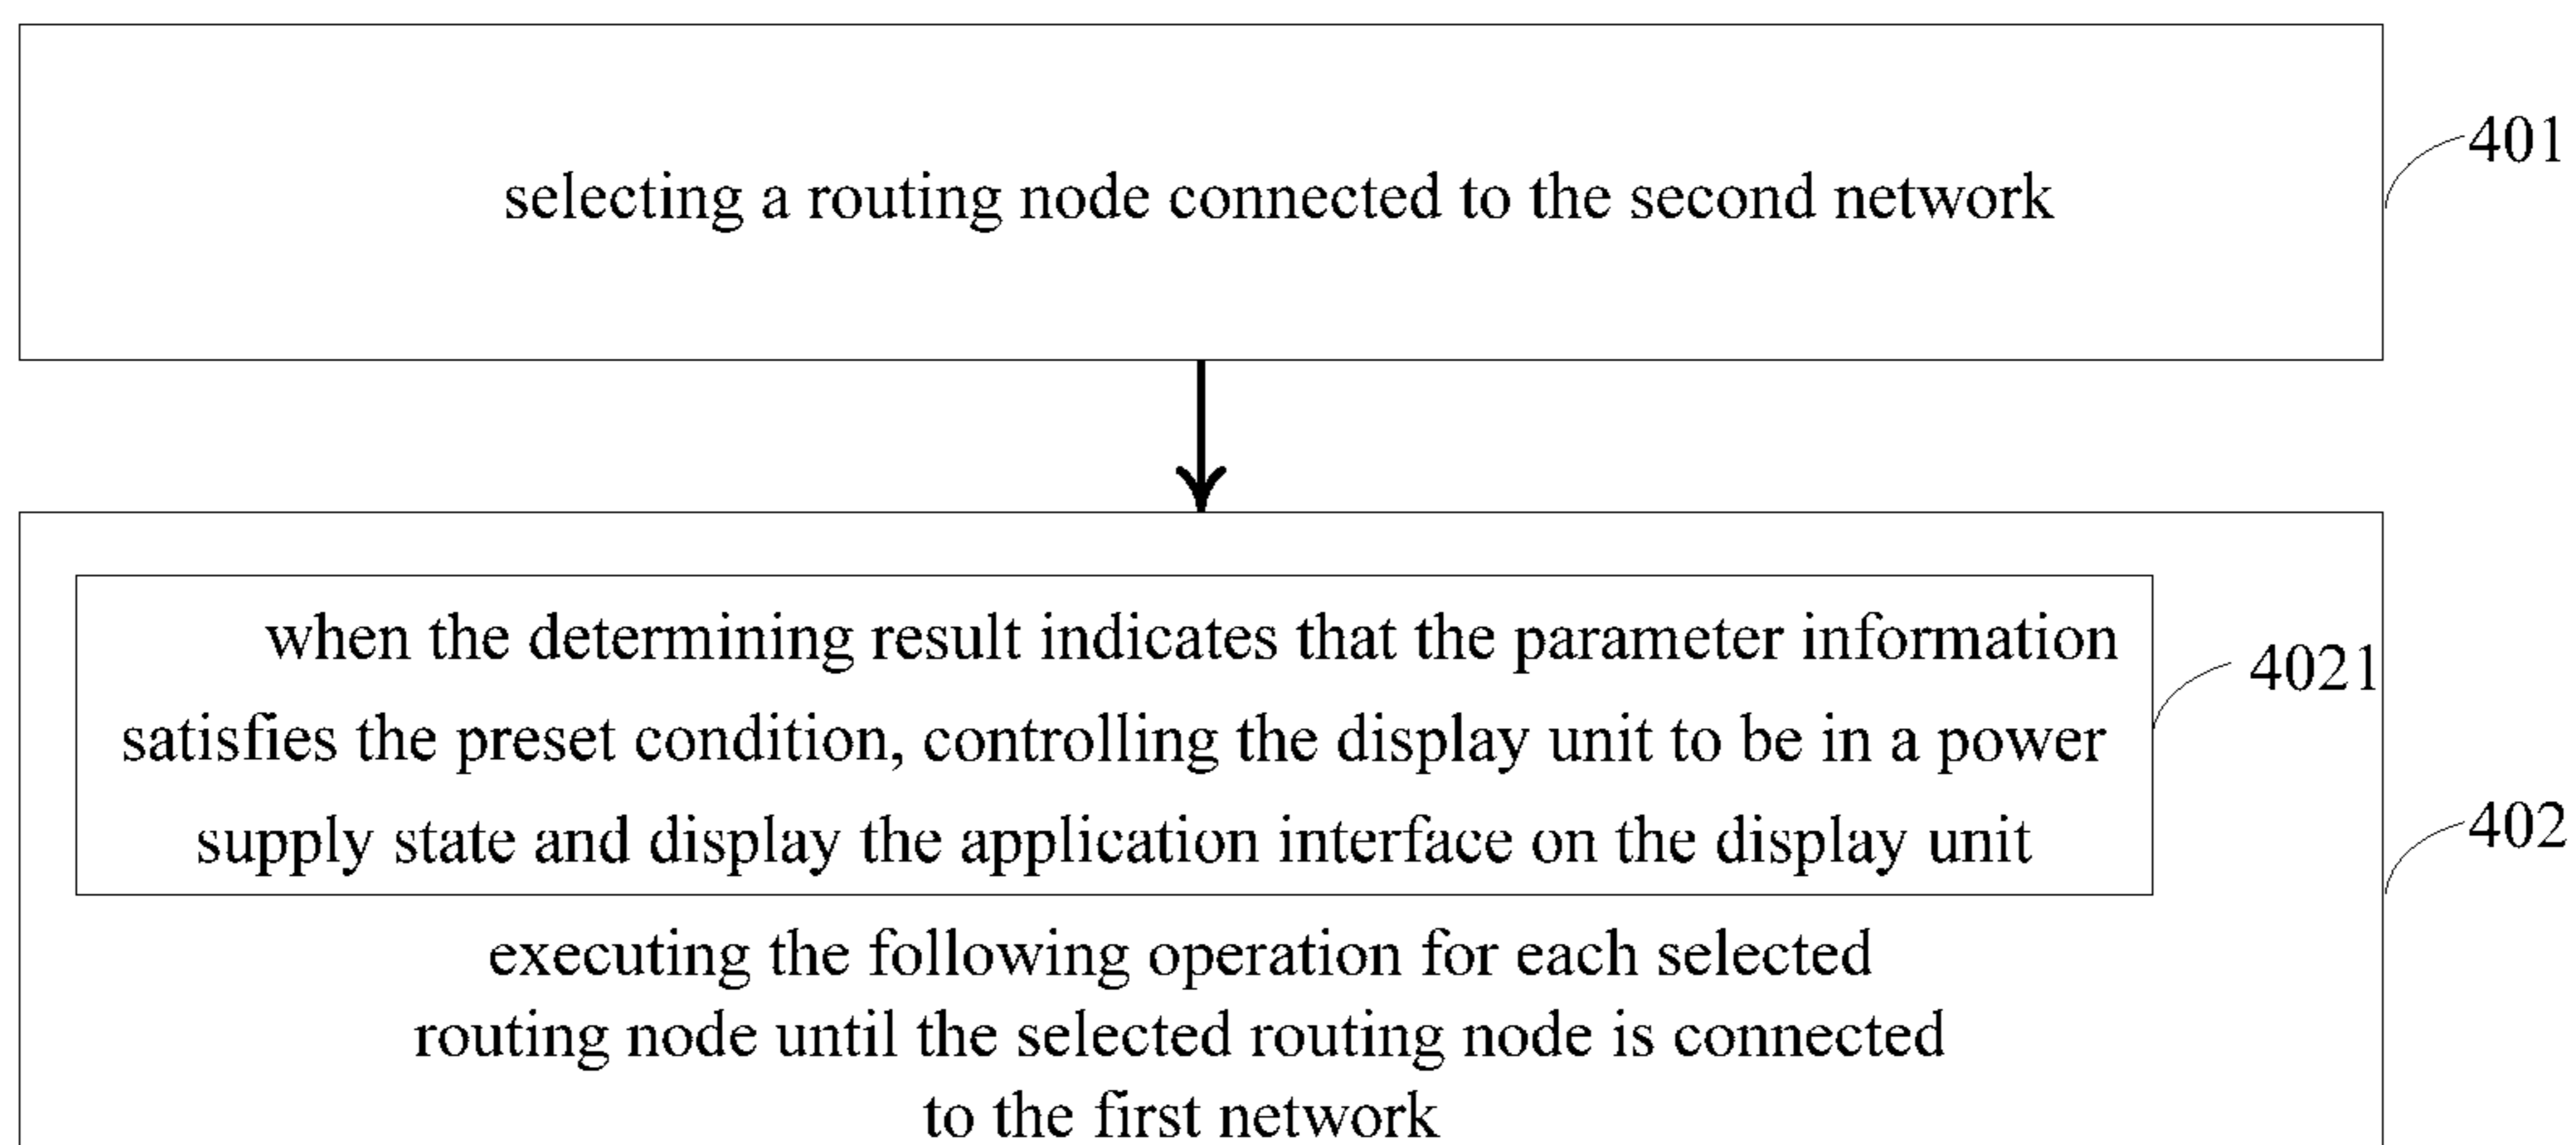 selecting a routing node connected to the second network
401
when the determining result indicates that the parameter information
satisfies the preset condition, controlling the display unit to be in a power
supply state and display the application interface on the display unit
4021
402
executing the following operation for each selected
routing node until the selected routing node is connected
to the first network